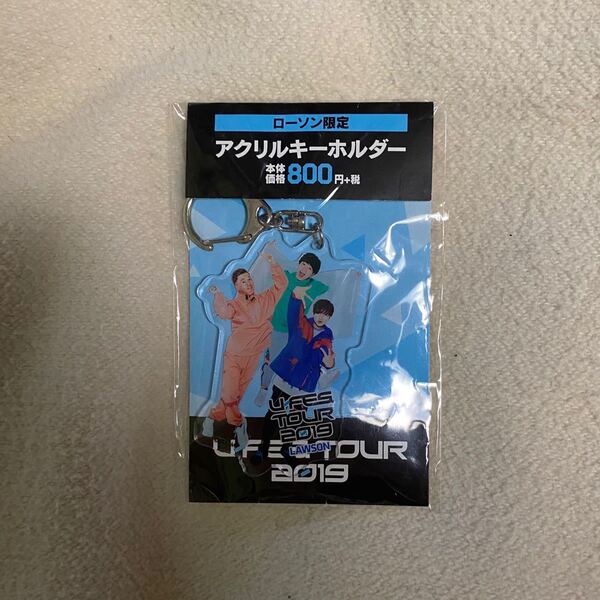 ローソン限定
アクリルキーホルダー
本体価格800円+税
U-FES
TOUR
2019
LAWSON
U-FES.TOUR
2019